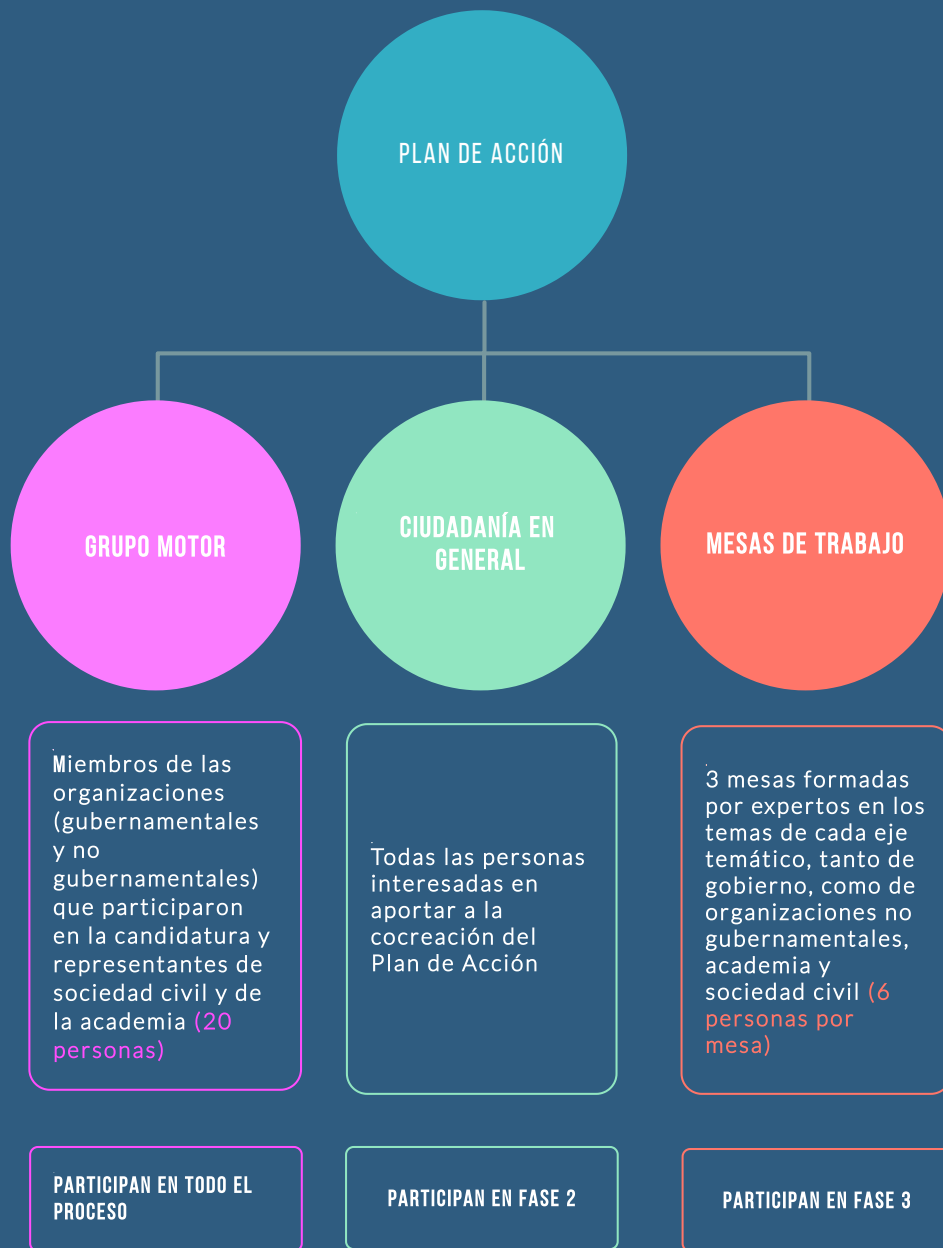 PLAN DE ACCIÓN
GRUPO MOTOR
CIUDADANÍA EN
GENERAL
MESAS DE TRABAJO
Miembros de las
organizaciones
(gubernamentales
y no
gubernamentales)
que participaron
en la candidatura y
representantes de
sociedad civil y de
la academia (20
personas)
Todas las personas
interesadas en
aportar a la
cocreación del
Plan de Acción
3 mesas formadas
por expertos en los
temas de cada eje
temático, tanto de
gobierno, como de
organizaciones no
gubernamentales,
academia y
sociedad civil (6
personas por
mesa)
PARTICIPAN EN TODO EL
PROCESO
PARTICIPAN EN FASE 2
PARTICIPAN EN FASE 3